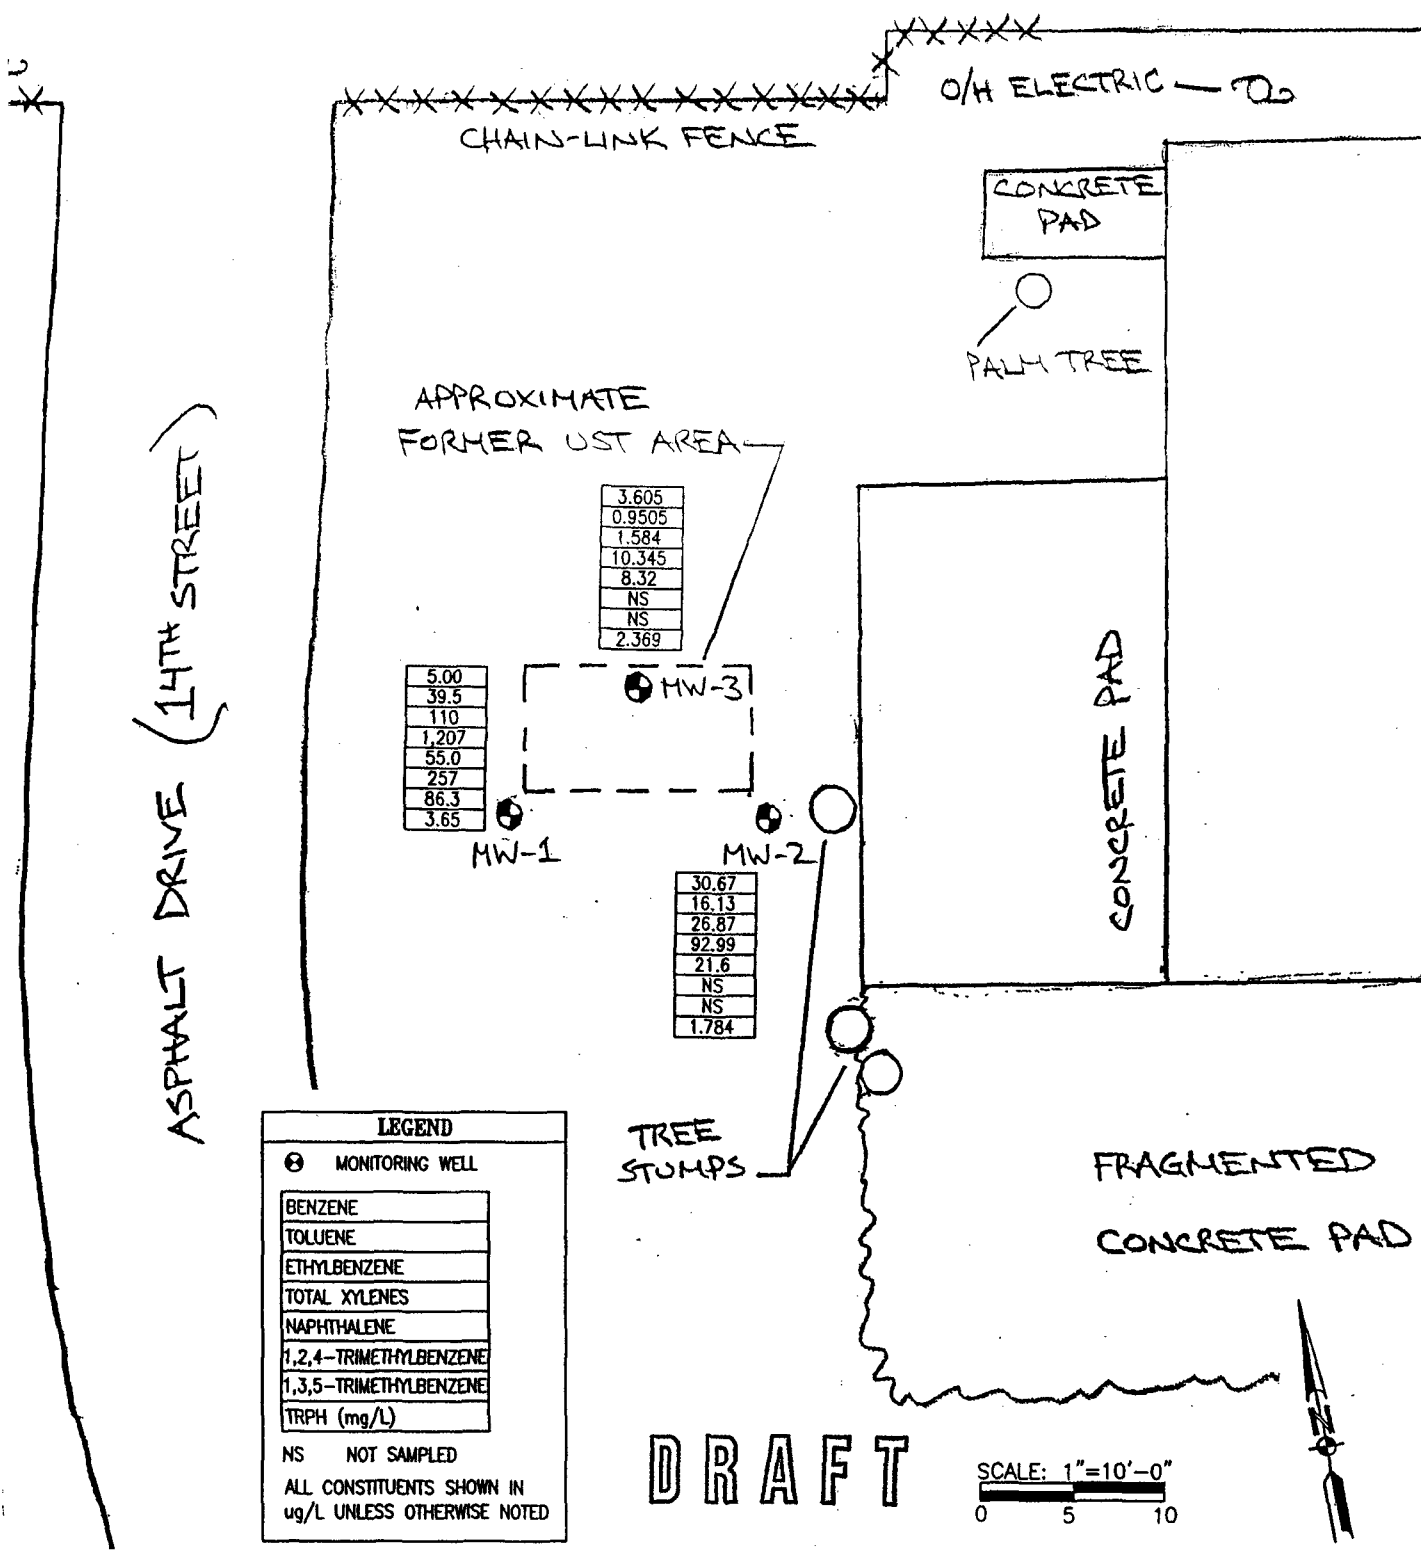 O/H ELECTRIC
CHAIN-LINK FENCE
CONCRETE
PAD
PALM TREE
APPROXIMATE
FORMER UST AREA
3.605
0.9505
1.584
10.345
8.32
NS
NS
2.369
ASPHALT DRIVE (14TH STREET)
5.00
39.5
110
1,207
55.0
257
86.3
3.65
MW-3
MW-1
MW-2
30.67
16.13
26.87
92.99
21.6
NS
NS
1.784
CONCRETE PAD
TREE
STUMPS
FRAGMENTED
CONCRETE PAD
LEGEND
MONITORING WELL
BENZENE
TOLUENE
ETHYLBENZENE
TOTAL XYLENES
NAPHTHALENE
1,2,4-TRIMETHYLBENZENE
1,3,5-TRIMETHYLBENZENE
TRPH (mg/L)
NS NOT SAMPLED
ALL CONSTITUENTS SHOWN IN
ug/L UNLESS OTHERWISE NOTED
DRAFT
SCALE: 1"=10'-0"
0 5 10
N